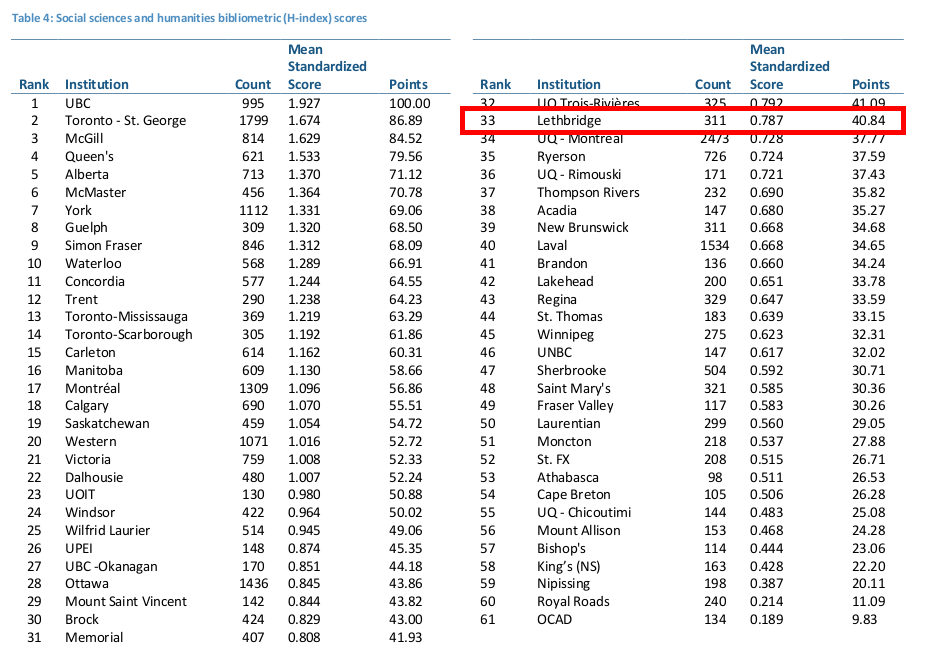 Table 4: Social sciences and humanities bibliometric (H-index) scores
Rank Institution Count Mean Standardized Score Points
1 UBC 995 1.927 100.00
2 Toronto - St. George 1799 1.674 86.89
3 McGill 814 1.629 84.52
4 Queen's 621 1.533 79.56
5 Alberta 713 1.370 71.12
6 McMaster 456 1.364 70.78
7 York 1112 1.331 69.06
8 Guelph 309 1.320 68.50
9 Simon Fraser 846 1.312 68.09
10 Waterloo 568 1.289 66.91
11 Concordia 577 1.244 64.55
12 Trent 290 1.238 64.23
13 Toronto-Mississauga 369 1.219 63.29
14 Toronto-Scarborough 305 1.192 61.86
15 Carleton 614 1.162 60.31
16 Manitoba 609 1.130 58.66
17 Montréal 1309 1.096 56.86
18 Calgary 690 1.070 55.51
19 Saskatchewan 459 1.054 54.72
20 Western 1071 1.016 52.72
21 Victoria 759 1.008 52.33
22 Dalhousie 480 1.007 52.24
23 UOIT 130 0.980 50.88
24 Windsor 422 0.964 50.02
25 Wilfrid Laurier 514 0.945 49.06
26 UPEI 148 0.874 45.35
27 UBC -Okanagan 170 0.851 44.18
28 Ottawa 1436 0.845 43.86
29 Mount Saint Vincent 142 0.844 43.82
30 Brock 424 0.829 43.00
31 Memorial 407 0.808 41.93
Rank Institution Count Mean Standardized Score Points
32 UQ Trois-Rivières 325 0.792 41.09
33 Lethbridge 311 0.787 40.84
34 UQ - Montreal 2473 0.728 37.77
35 Ryerson 726 0.724 37.59
36 UQ - Rimouski 171 0.721 37.43
37 Thompson Rivers 232 0.690 35.82
38 Acadia 147 0.680 35.27
39 New Brunswick 311 0.668 34.68
40 Laval 1534 0.668 34.65
41 Brandon 136 0.660 34.24
42 Lakehead 200 0.651 33.78
43 Regina 329 0.647 33.59
44 St. Thomas 183 0.639 33.15
45 Winnipeg 275 0.623 32.31
46 UNBC 147 0.617 32.02
47 Sherbrooke 504 0.592 30.71
48 Saint Mary's 321 0.585 30.36
49 Fraser Valley 117 0.583 30.26
50 Laurentian 299 0.560 29.05
51 Moncton 218 0.537 27.88
52 St. FX 208 0.515 26.71
53 Athabasca 98 0.511 26.53
54 Cape Breton 105 0.506 26.28
55 UQ - Chicoutimi 144 0.483 25.08
56 Mount Allison 153 0.468 24.28
57 Bishop's 114 0.444 23.06
58 King’s (NS) 163 0.428 22.20
59 Nipissing 198 0.387 20.11
60 Royal Roads 240 0.214 11.09
61 OCAD 134 0.189 9.83